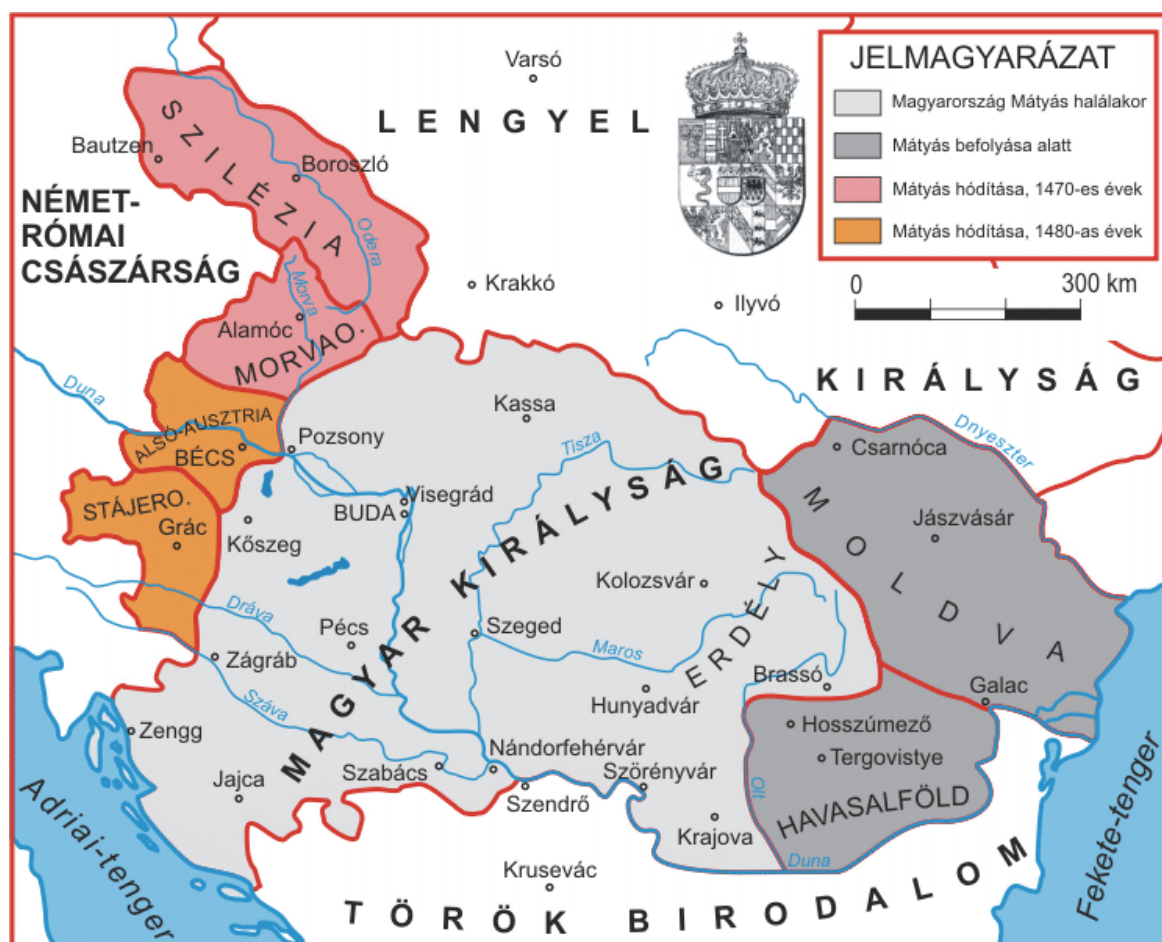 JELMAGYARÁZAT
Magyarország Mátyás halálakor
Mátyás befolyása alatt
Mátyás hódítása, 1470-es évek
Mátyás hódítása, 1480-as évek
0 300 km
Varsó
LENGYEL
Bautzen
SZILÉZIA
Boroszló
NÉMET-
RÓMAI
CSÁSZÁRSÁG
Odera
Morva
Krakkó
Ilyvó
Alamóc
MORVAO.
KIRÁLYSÁG
Duna
ALSÓ-AUSZTRIA
BÉCS
Pozsony
Kassa
Tisza
Dnyeszter
Csarnóca
STÁJERO.
Grác
Kőszeg
Visegrád
BUDA
MAGYAR KIRÁLYSÁG
MOLDVA
Jászvásár
Kolozsvár
ERDÉLY
Dráva
Pécs
Szeged
Maros
Zágráb
Száva
Hunyadvár
Brassó
Galac
Zengg
Hosszúmező
Tergovistye
Nándorfehérvár
Szabács
Szörényvár
Jajca
Szendrő
Olt
HAVASALFÖLD
Krajova
Duna
Krusevác
Adriai-tenger
Fekete-tenger
TÖRÖK BIRODALOM